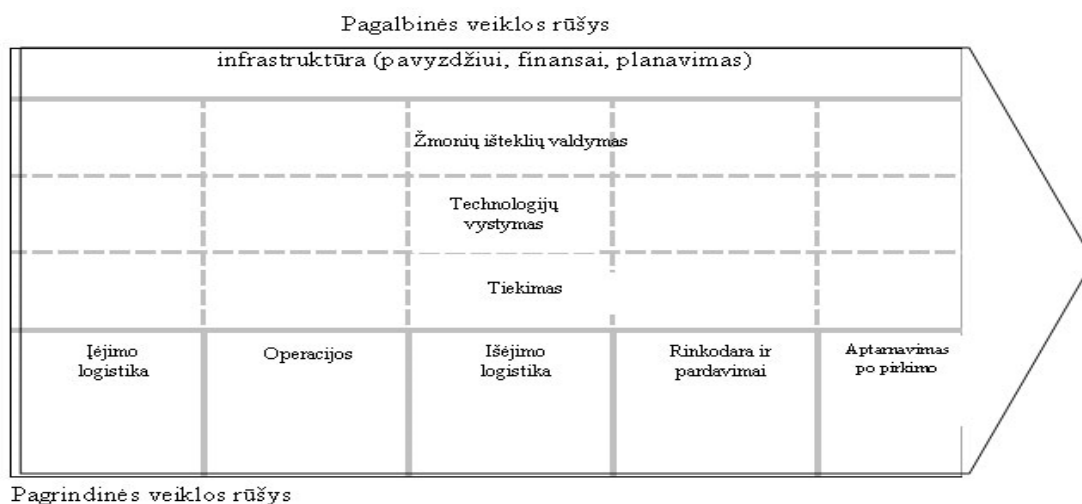 Pagalbinės veiklos rūšys
infrastruktūra (pavyzdžiui, finansai, planavimas)
Žmonių išteklių valdymas
Technologijų
vystymas
Tiekimas
Įėjimo
logistika
Operacijos
Išėjimo
logistika
Rinkodara ir
pardavimai
Aptarnavimas
po pirkimo
Pagrindinės veiklos rūšys